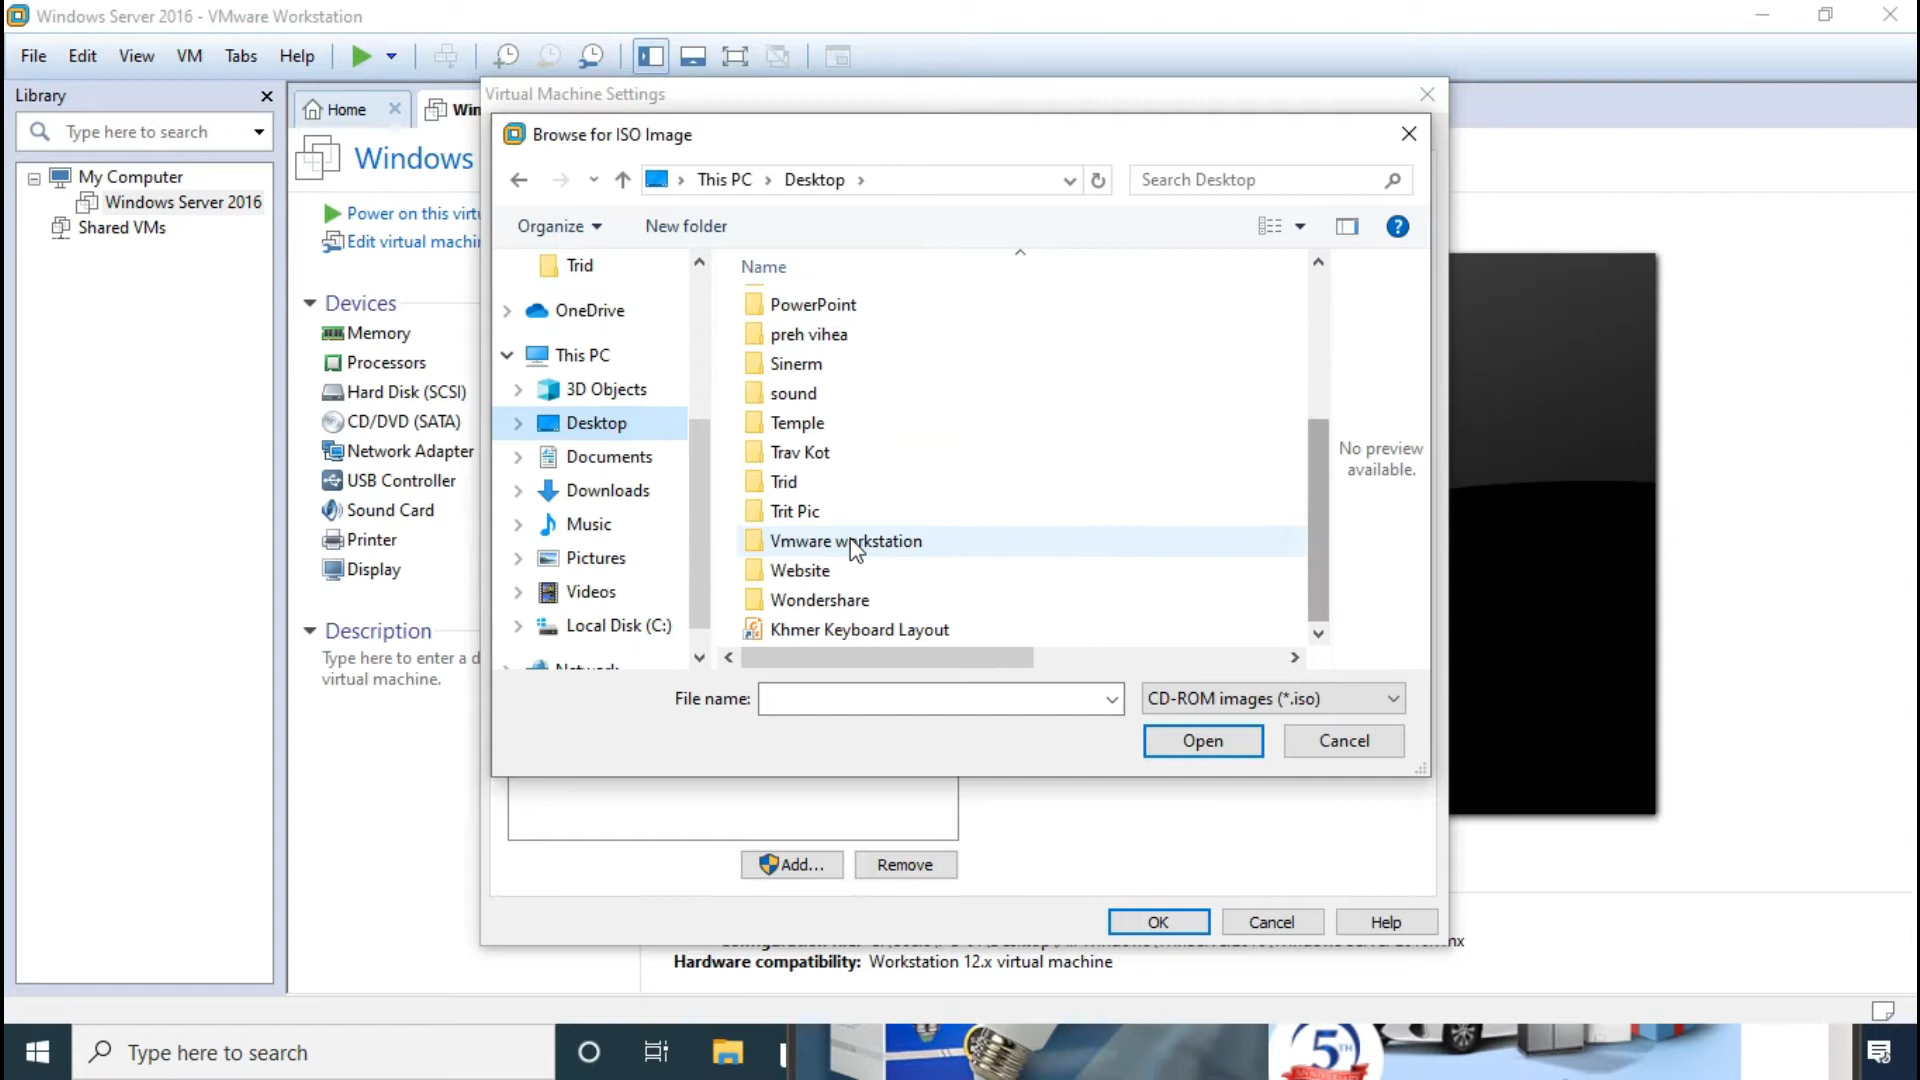 Windows Server 2016 - VMware Workstation
File Edit View VM Tabs Help
Library
Type here to search
My Computer
Windows Server 2016
Shared VMs
Home
Win
Windows
Power on this virtu
Edit virtual machin
Devices
Memory
Processors
Hard Disk (SCSI)
CD/DVD (SATA)
Network Adapter
USB Controller
Sound Card
Printer
Display
Description
Type here to enter a d
virtual machine.
Virtual Machine Settings
Browse for ISO Image
This PC Desktop
Search Desktop
Organize New folder
Trid
OneDrive
This PC
3D Objects
Desktop
Documents
Downloads
Music
Pictures
Videos
Local Disk (C:)
Network
Name
PowerPoint
preh vihea
Sinerm
sound
Temple
Trav Kot
Trid
Trit Pic
Vmware workstation
Website
Wondershare
Khmer Keyboard Layout
No preview
available.
File name: CD-ROM images (*.iso)
Open Cancel
Add... Remove
OK Cancel Help
Hardware compatibility: Workstation 12.x virtual machine
Type here to search
5TH